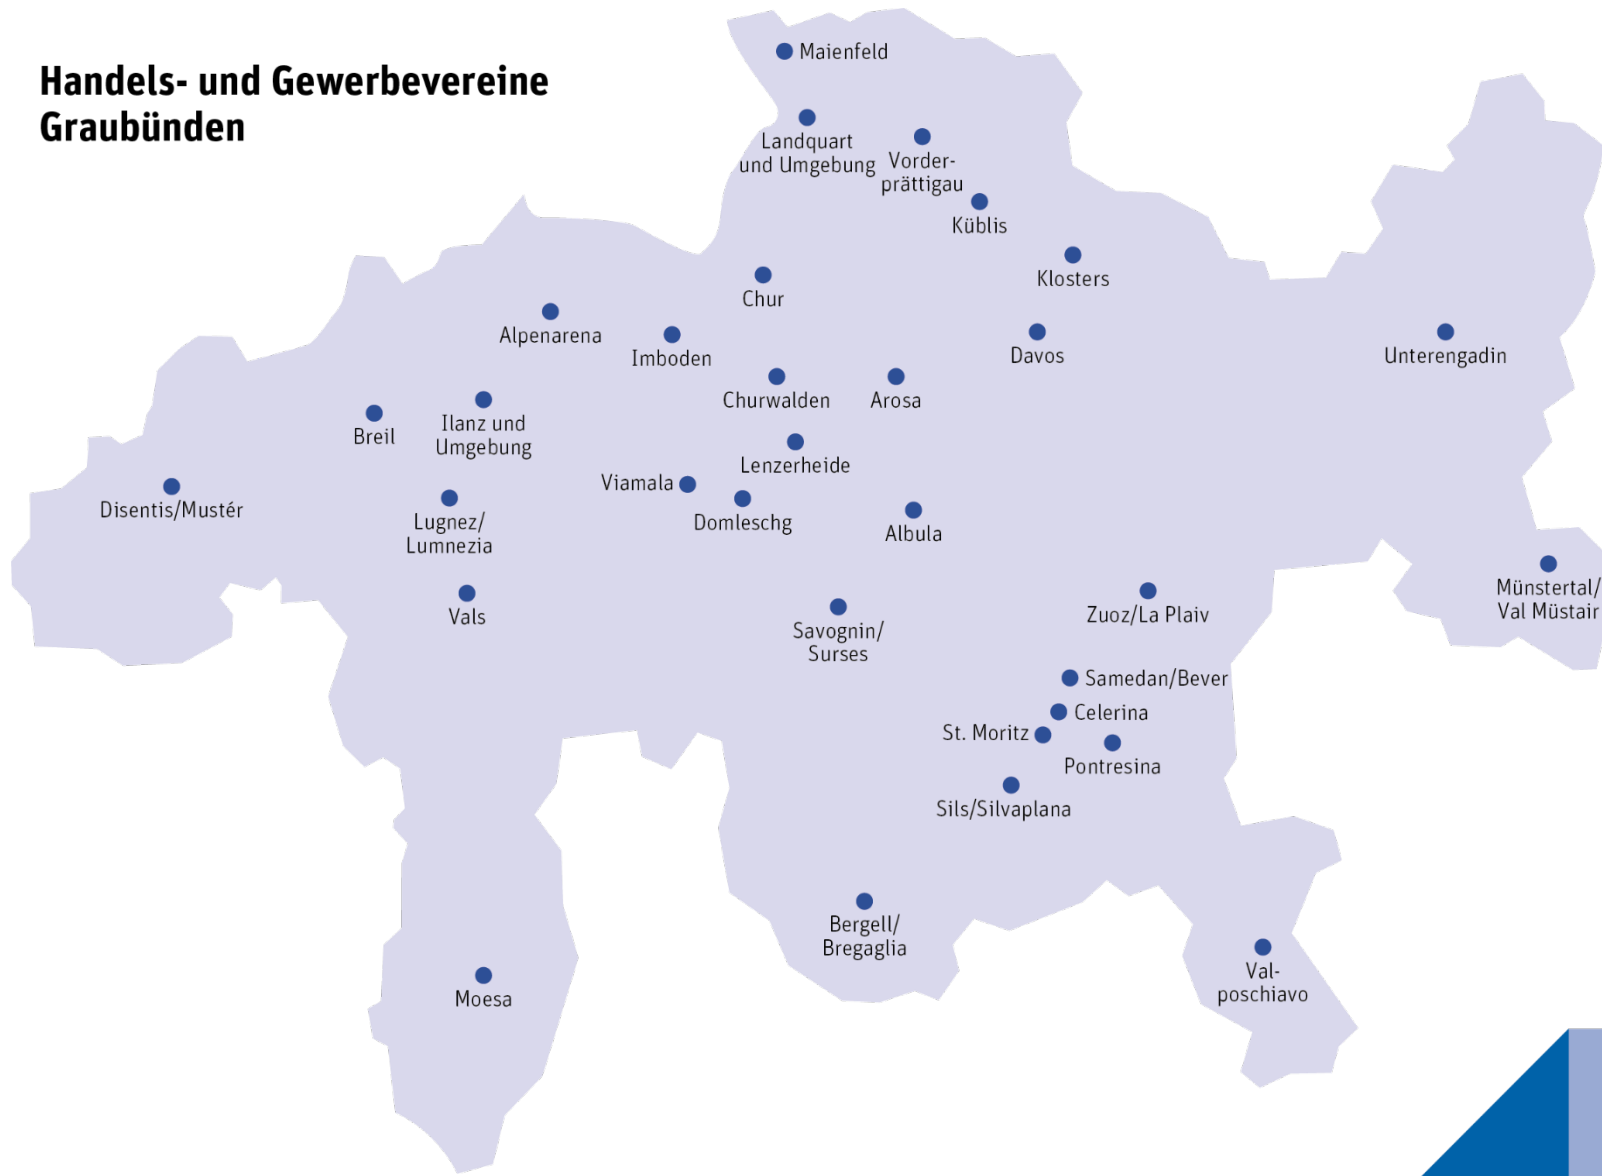 Handels- und Gewerbevereine
Graubünden
Maienfeld
Landquart
und Umgebung
Vorder-
prättigau
Küblis
Klosters
Chur
Alpenarena
Imboden
Davos
Unterengadin
Churwalden
Arosa
Breil
Ilanz und
Umgebung
Lenzerheide
Viamala
Disentis/Mustér
Lugnez/
Lumnezia
Domleschg
Albula
Vals
Savognin/
Surses
Zuoz/La Plaiv
Münstertal/
Val Müstair
Samedan/Bever
Celerina
St. Moritz
Pontresina
Sils/Silvaplana
Bergell/
Bregaglia
Moesa
Val-
poschiavo